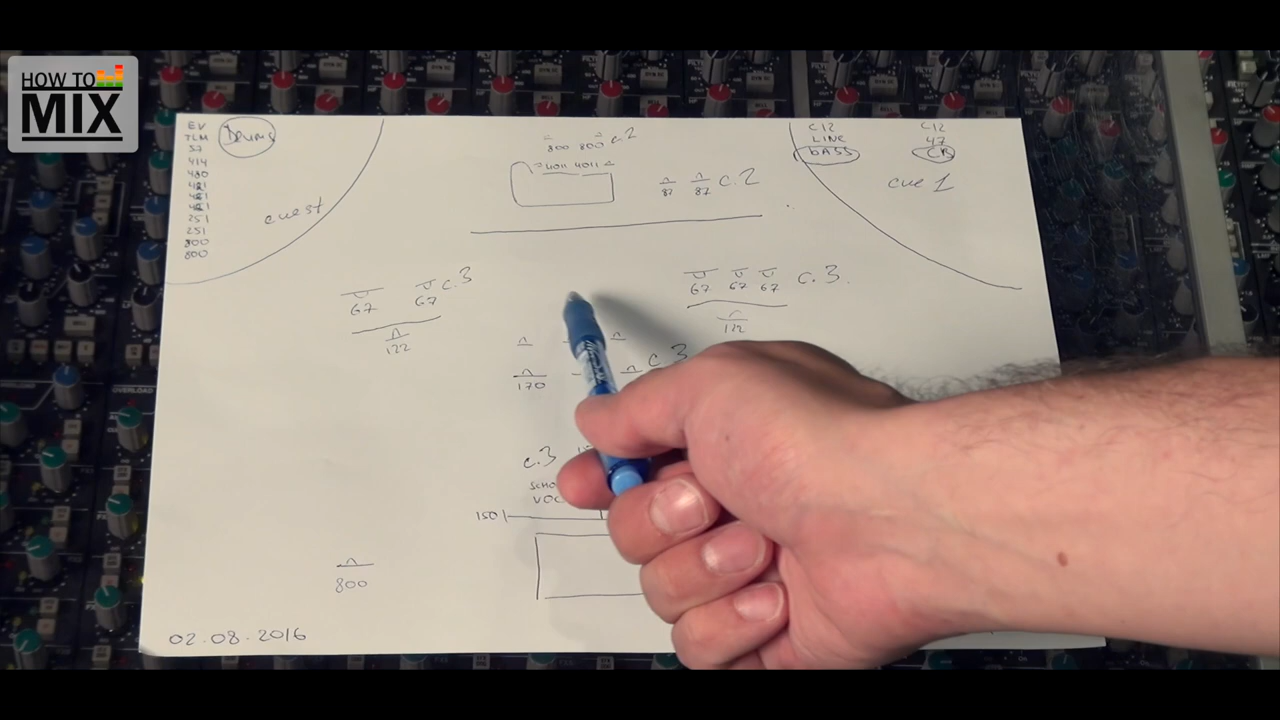 HOW TO
MIX
EV
TLM
57
414
480
421
421
421
251
251
800
800
DRUMS
800 800 c.2
4011 4011
87 87 c.2
C12
LINE
BASS
C12
47
CR
cue 1
67 67 c.3
122
67 67 67 c.3
122
170 c.3
c.3
VOC
150
800
02.08.2016